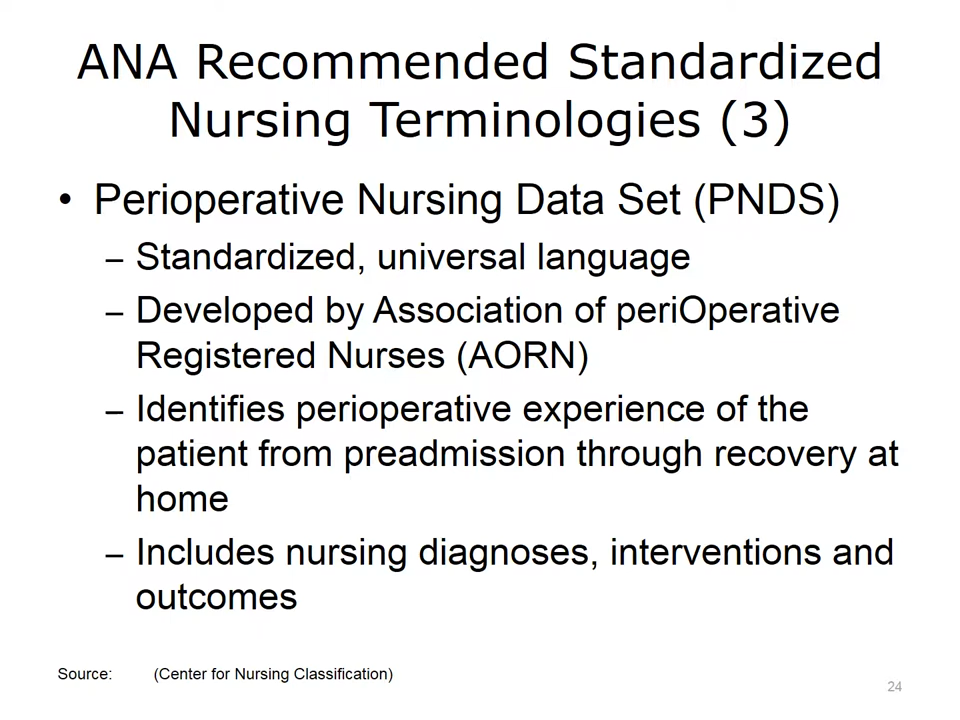 ANA Recommended Standardized
Nursing Terminologies (3)
• Perioperative Nursing Data Set (PNDS)
– Standardized, universal language
– Developed by Association of periOperative
Registered Nurses (AORN)
– Identifies perioperative experience of the
patient from preadmission through recovery at
home
– Includes nursing diagnoses, interventions and
outcomes
Source: (Center for Nursing Classification)
24